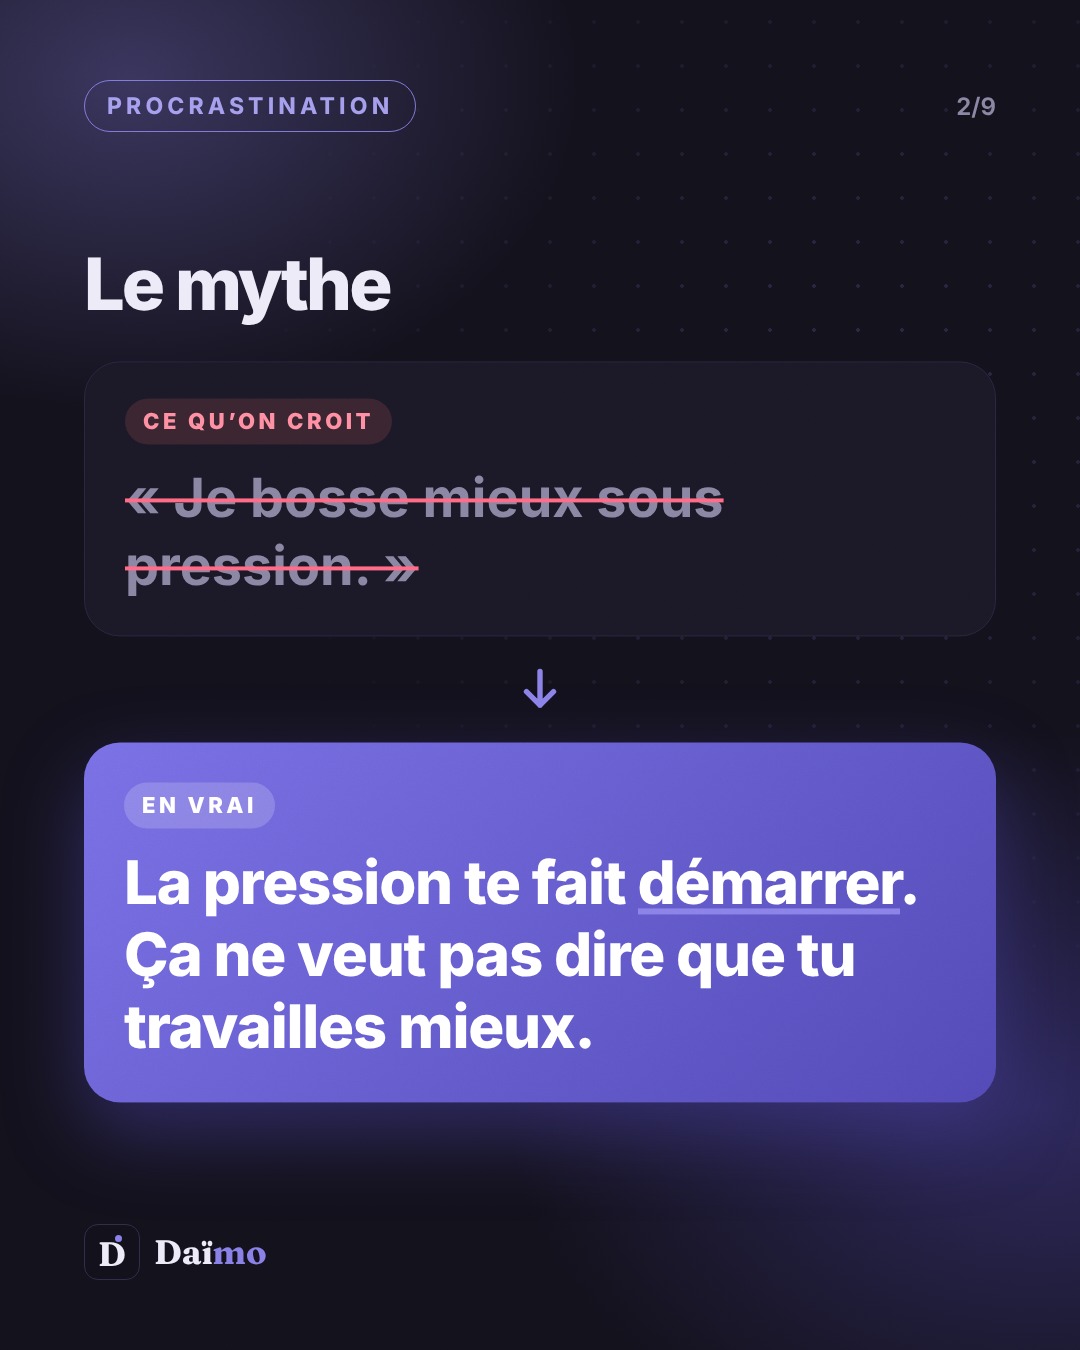 PROCRASTINATION
2/9
Le mythe
CE QU’ON CROIT
« Je bosse mieux sous
pression. »
EN VRAI
La pression te fait démarrer.
Ça ne veut pas dire que tu
travailles mieux.
D Daïmo